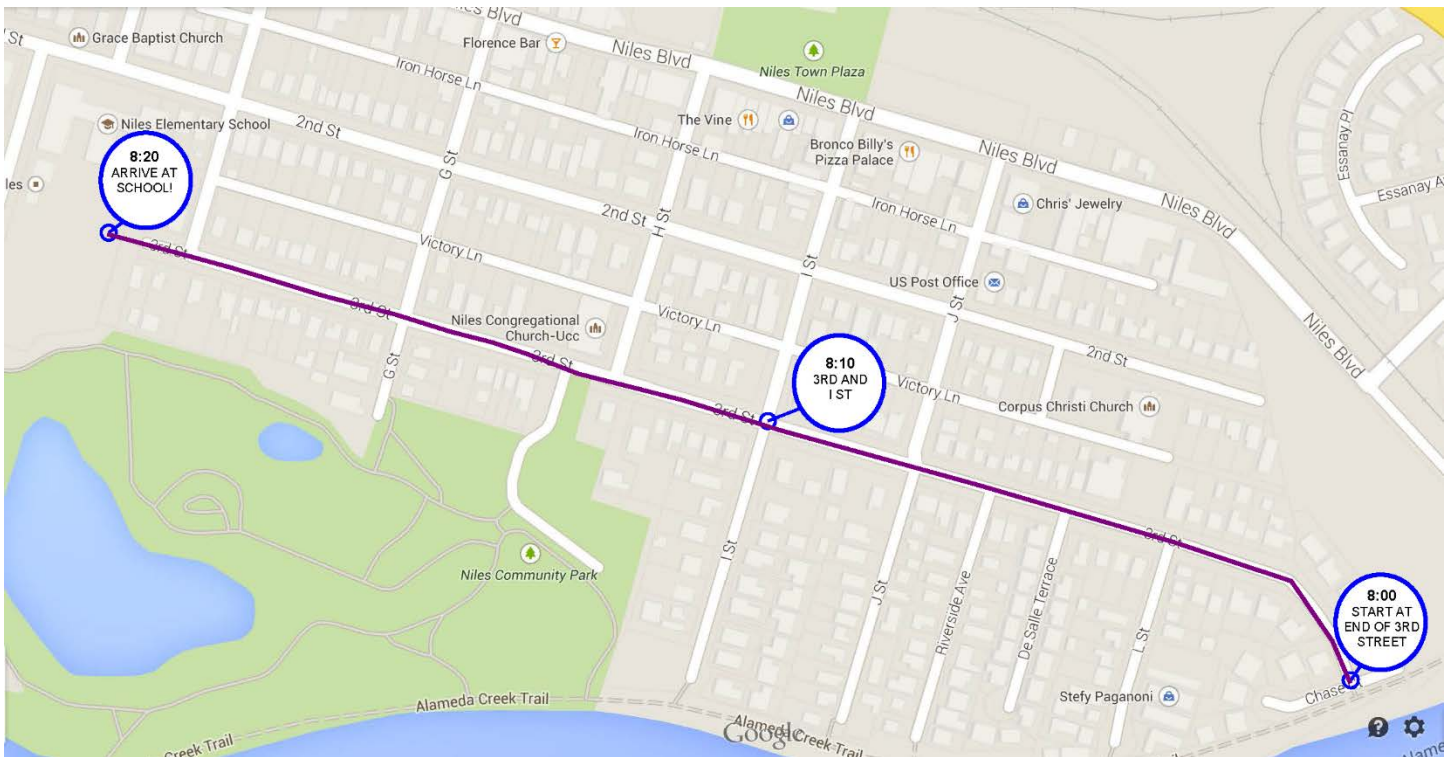 l St
Grace Baptist Church
Florence Bar
Niles Blvd
Niles Blvd
Niles Town Plaza
Iron Horse Ln
Niles Blvd
Essanay Pl
Niles Elementary School
2nd St
G St
The Vine
Iron Horse Ln
Bronco Billy's
Pizza Palace
Niles Blvd
Essanay A
8:20
ARRIVE AT
SCHOOL!
les
Iron Horse Ln
Chris' Jewelry
Niles Blvd
H St
2nd St
3rd St
Victory Ln
I St
US Post Office
J St
3rd St
Niles Congregational
Church-Ucc
Victory Ln
Niles Blvd
G St
3rd St
2nd St
8:10
3RD AND
I ST
Victory Ln
3rd St
Corpus Christi Church
I St
3rd St
Niles Community Park
J St
Riverside Ave
De Salle Terrace
L St
8:00
START AT
END OF 3RD
STREET
Stefy Paganoni
Chase
Alameda Creek Trail
Alameda Creek Trail
Google
Creek Trail
Alame